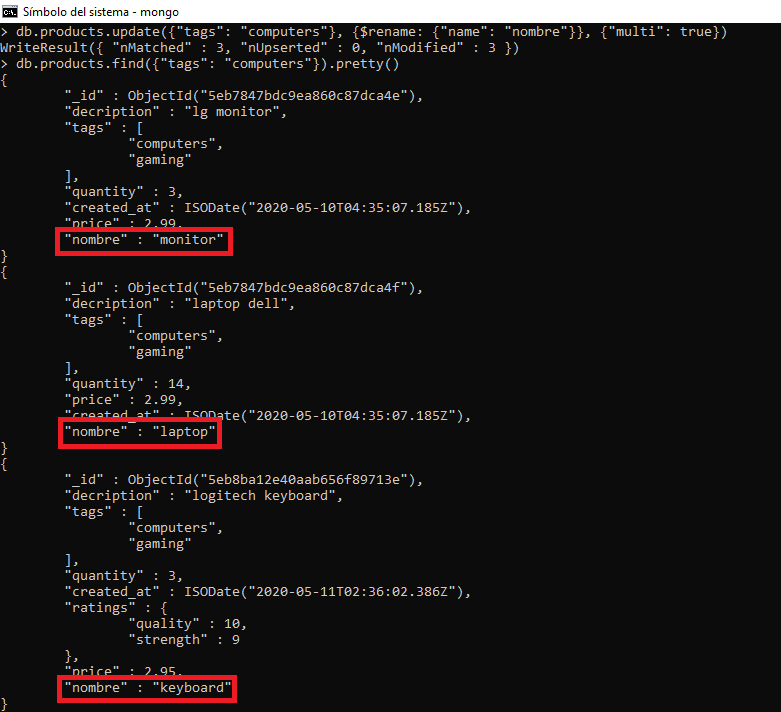 Símbolo del sistema - mongo
> db.products.update({"tags": "computers"}, {$rename: {"name": "nombre"}}, {"multi": true})
WriteResult({ "nMatched" : 3, "nUpserted" : 0, "nModified" : 3 })
> db.products.find({"tags": "computers"}).pretty()
{
"_id" : ObjectId("5eb7847bdc9ea860c87dca4e"),
"decription" : "lg monitor",
"tags" : [
"computers",
"gaming"
],
"quantity" : 3,
"created_at" : ISODate("2020-05-10T04:35:07.185Z"),
"price" : 2.99,
"nombre" : "monitor"
}
{
"_id" : ObjectId("5eb7847bdc9ea860c87dca4f"),
"decription" : "laptop dell",
"tags" : [
"computers",
"gaming"
],
"quantity" : 14,
"price" : 2.99,
"created_at" : ISODate("2020-05-10T04:35:07.185Z"),
"nombre" : "laptop"
}
{
"_id" : ObjectId("5eb8ba12e40aab656f89713e"),
"decription" : "logitech keyboard",
"tags" : [
"computers",
"gaming"
],
"quantity" : 3,
"created_at" : ISODate("2020-05-11T02:36:02.386Z"),
"ratings" : {
"quality" : 10,
"strength" : 9
},
"price" : 2.95,
"nombre" : "keyboard"
}